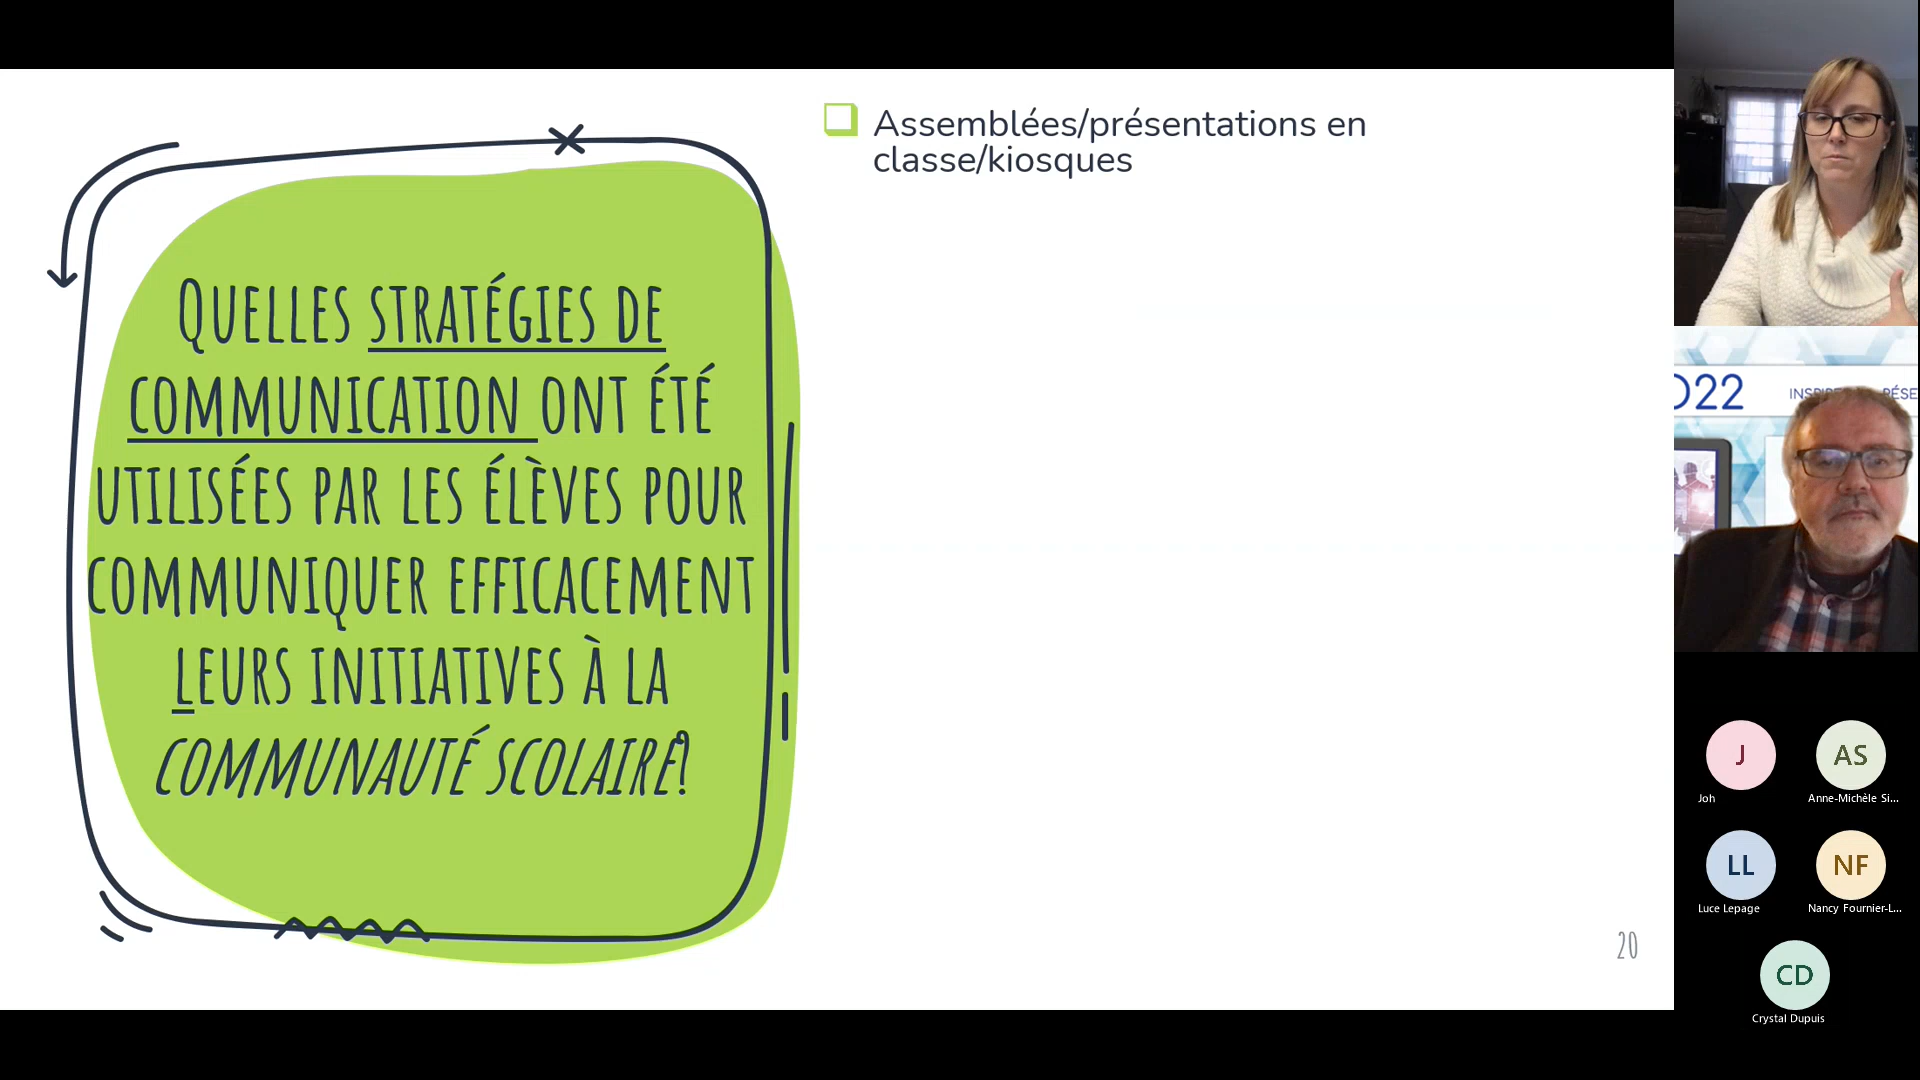 Assemblées/présentations en
classe/kiosques
Quelles stratégies de
communication ont été
utilisées par les élèves pour
communiquer efficacement
leurs initiatives à la
communauté scolaire?
20
022
J
Joh
AS
Anne-Michèle Si...
LL
Luce Lepage
NF
Nancy Fournier-L...
CD
Crystal Dupuis